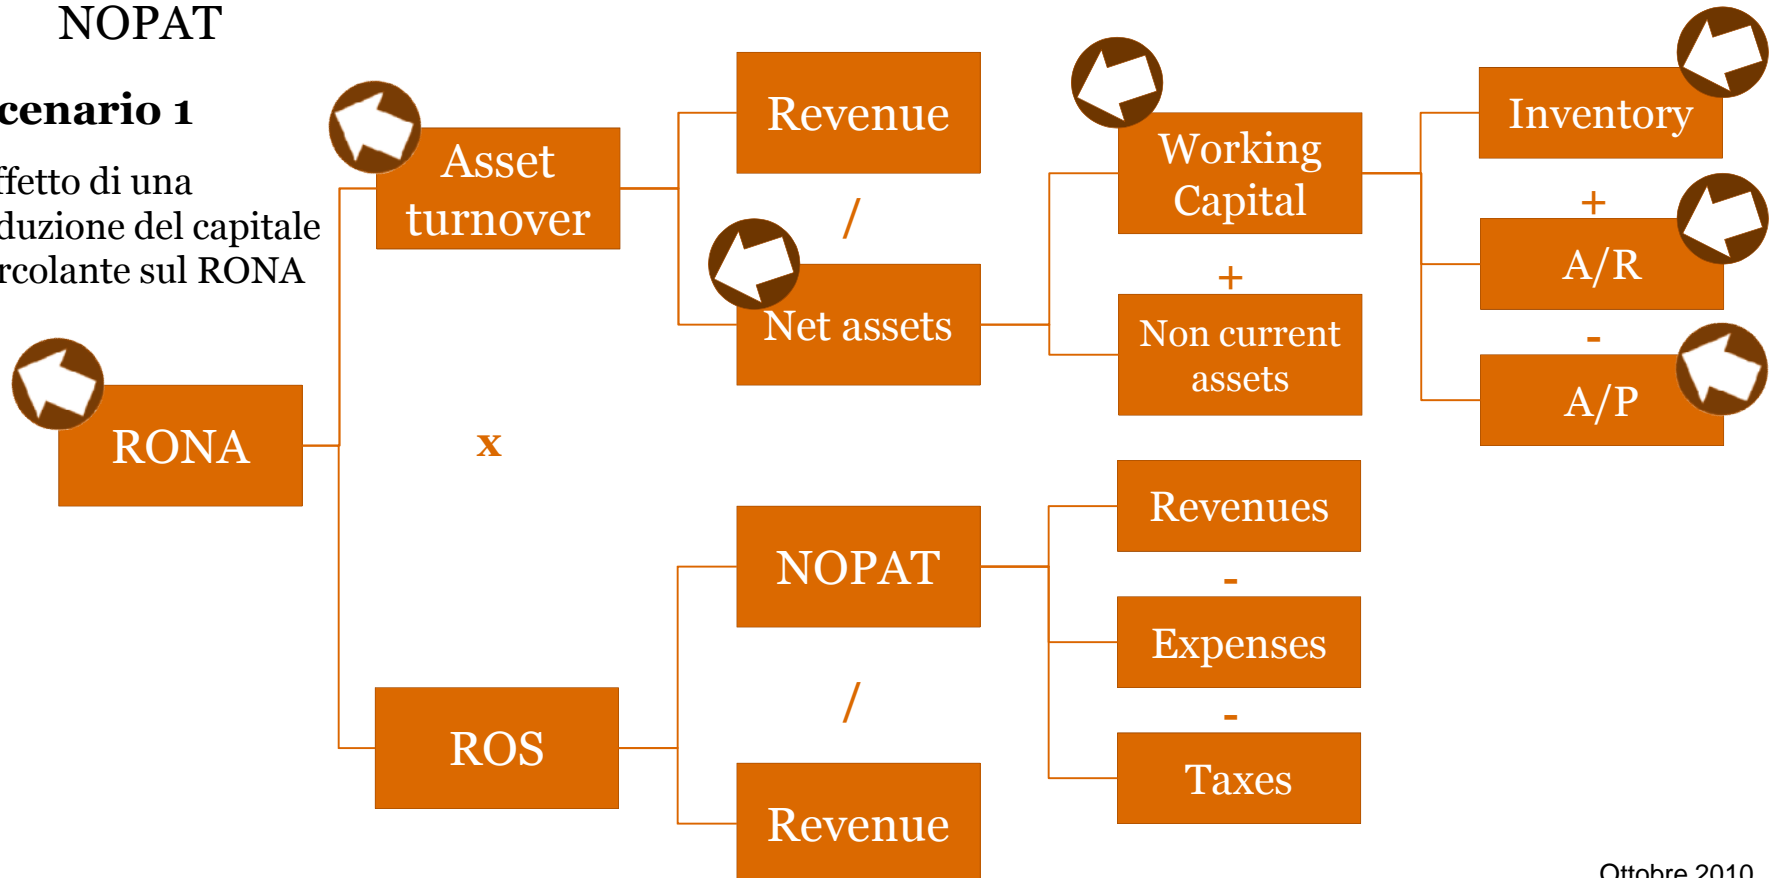 NOPAT
cenario 1
ffetto di una
duzione del capitale
rcolante sul RONA
RONA
Asset
turnover
x
ROS
Revenue
/
Net assets
NOPAT
/
Revenue
Working
Capital
+
Non current
assets
Revenues
-
Expenses
-
Taxes
Inventory
+
A/R
-
A/P
Ottobre 2010